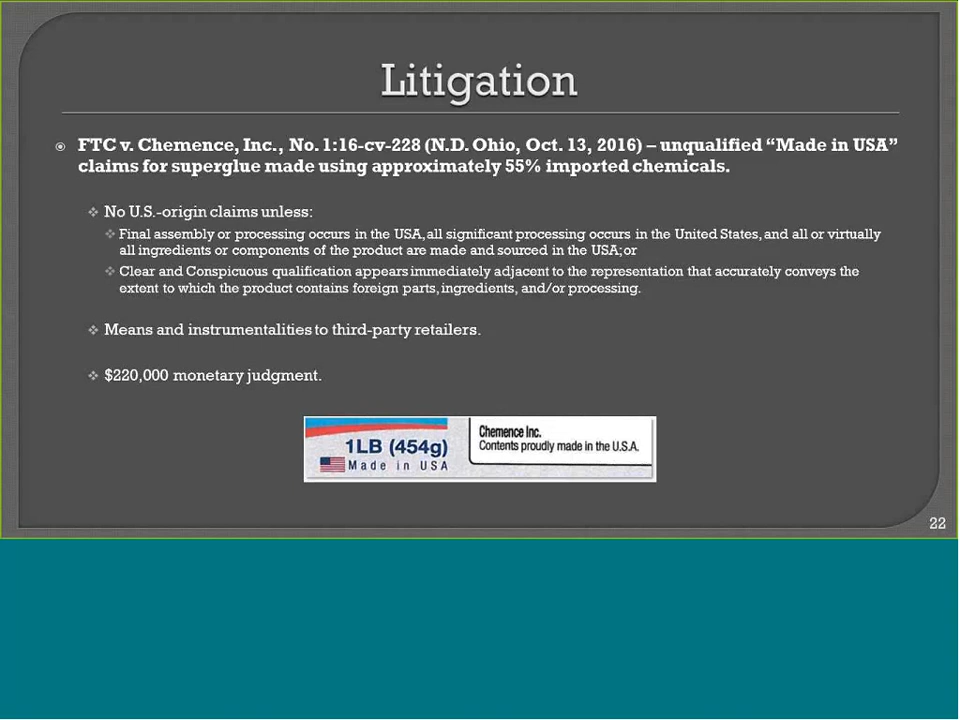 Litigation
FTC v. Chemence, Inc., No. 1:16-cv-228 (N.D. Ohio, Oct. 13, 2016) – unqualified “Made in USA”
claims for superglue made using approximately 55% imported chemicals.
No U.S.-origin claims unless:
Final assembly or processing occurs in the USA, all significant processing occurs in the United States, and all or virtually
all ingredients or components of the product are made and sourced in the USA; or
Clear and Conspicuous qualification appears immediately adjacent to the representation that accurately conveys the
extent to which the product contains foreign parts, ingredients, and/or processing.
Means and instrumentalities to third-party retailers.
$220,000 monetary judgment.
1LB (454g)
Made in USA
Chemence Inc.
Contents proudly made in the U.S.A.
22